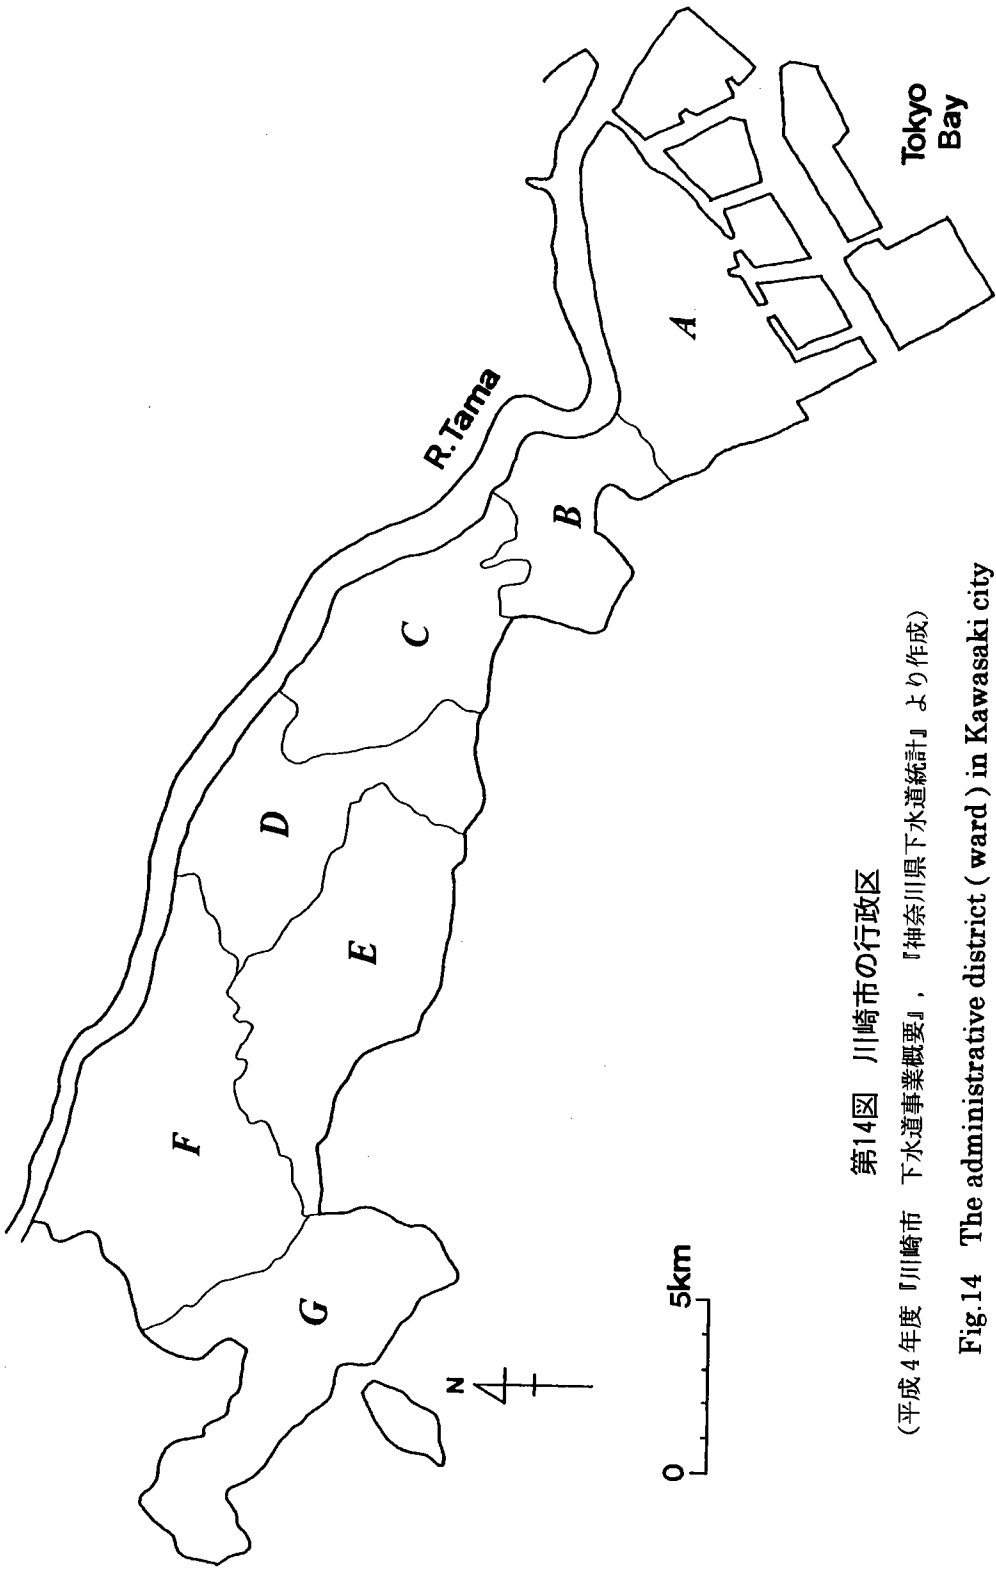 Tokyo
Bay
R.Tama
A
B
C
D
E
F
G
N
0 5km
第14図 川崎市の行政区
(平成4年度『川崎市 下水道事業概要』,『神奈川県下水道統計』より作成)
Fig.14 The administrative district ( ward ) in Kawasaki city